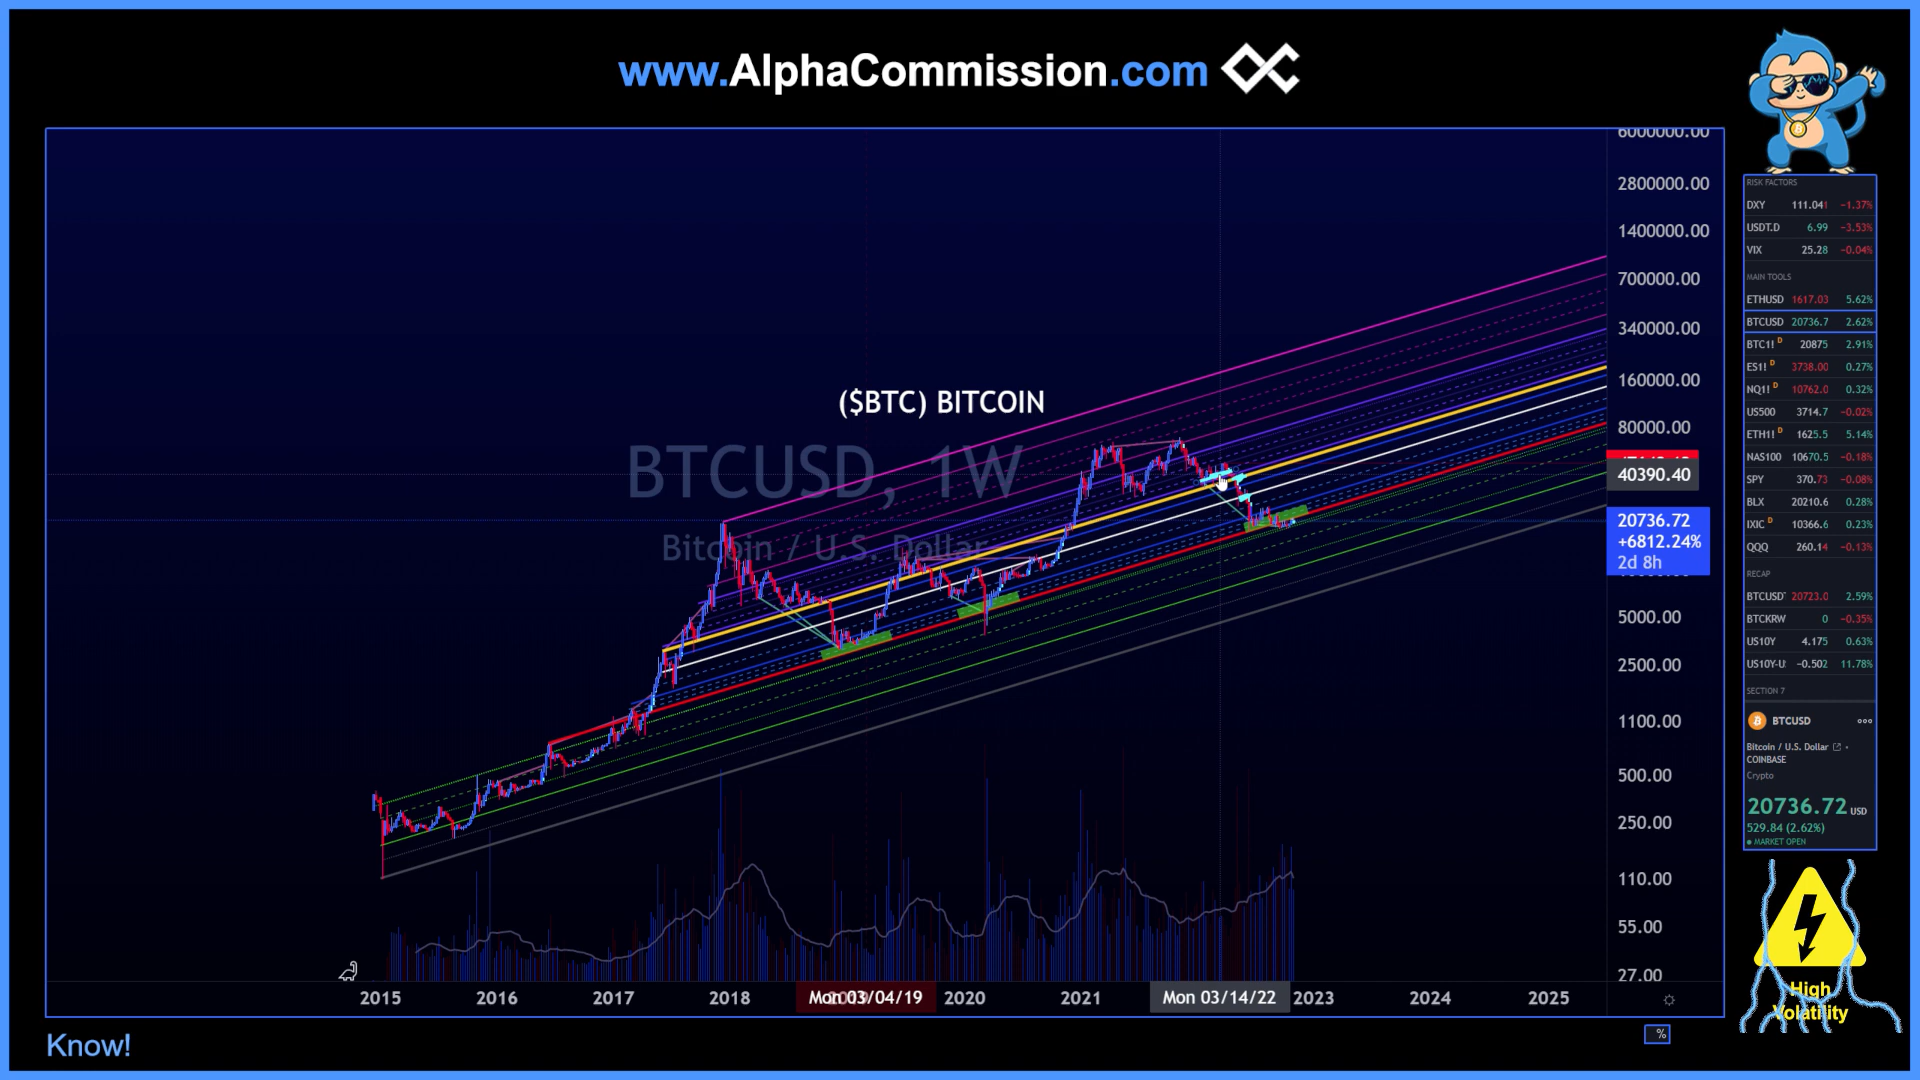 www.AlphaCommission.com
6000000.00
2800000.00
1400000.00
700000.00
340000.00
160000.00
80000.00
40390.40
20736.72
+6812.24%
2d 8h
5000.00
2500.00
1100.00
500.00
250.00
110.00
55.00
27.00
($BTC) BITCOIN
BTCUSD, 1W
Bitcoin / U.S. Dollar
2015
2016
2017
2018
Mon 03/04/19
2020
2021
Mon 03/14/22
2023
2024
2025
RISK FACTORS
DXY 111.041 −1.37%
USDT.D 6.99 −3.53%
VIX 25.28 −0.04%
MAIN TOOLS
ETHUSD 1617.03 5.62%
BTCUSD 20736.7 2.62%
BTC1! D 20875 2.91%
ES1! D 3738.00 0.27%
NQ1! D 10762.0 0.32%
US500 3714.7 −0.02%
ETH1! D 1625.5 5.14%
NAS100 10670.5 −0.18%
SPY 370.73 −0.08%
BLX 20210.6 0.28%
IXIC D 10366.6 0.23%
QQQ 260.14 −0.13%
RECAP
BTCUSDT 20723.0 2.59%
BTCKRW 0 −0.35%
US10Y 4.175 0.63%
US10Y-U −0.502 11.78%
SECTION 7
BTCUSD
Bitcoin / U.S. Dollar
COINBASE
Crypto
20736.72 USD
529.84 (2.62%)
MARKET OPEN
High
Volatility
Know!
%